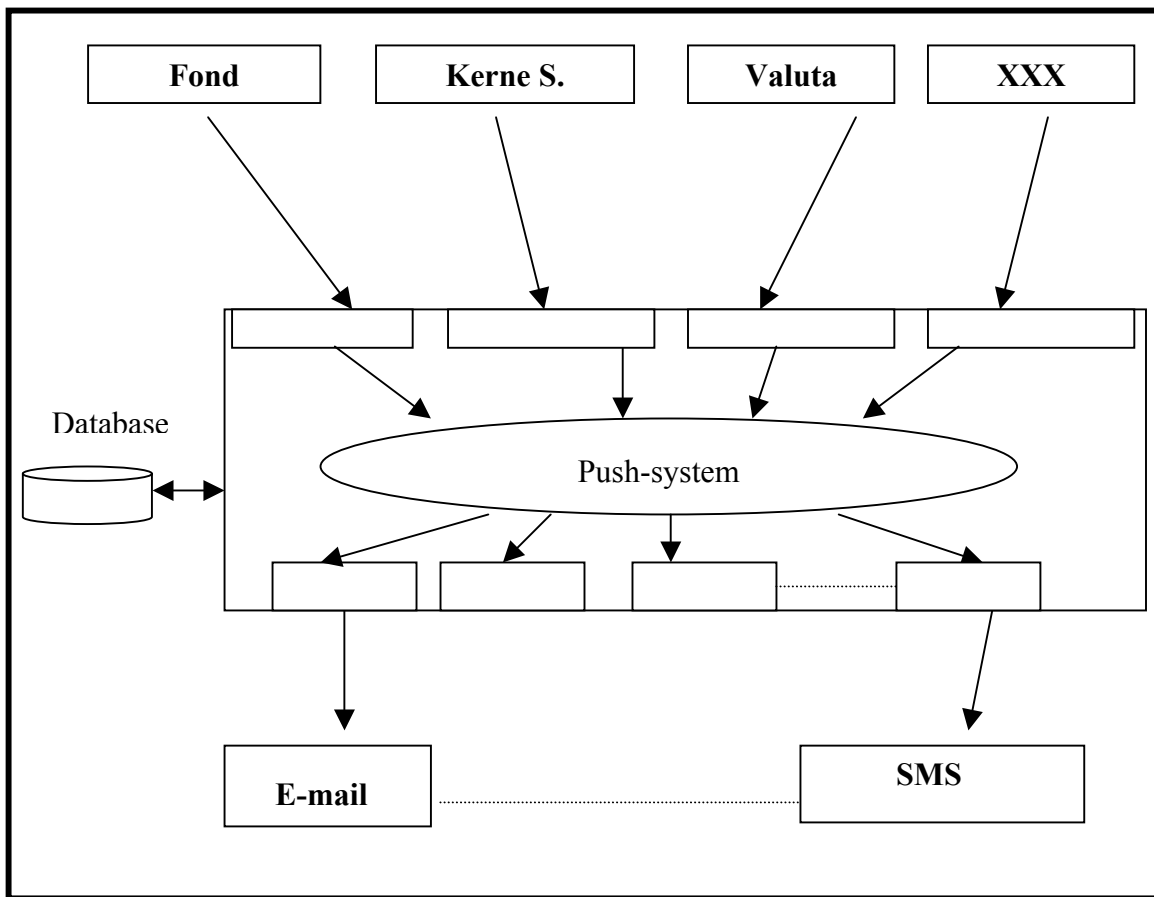 Fond
Kerne S.
Valuta
XXX
Database
Push-system
E-mail
SMS